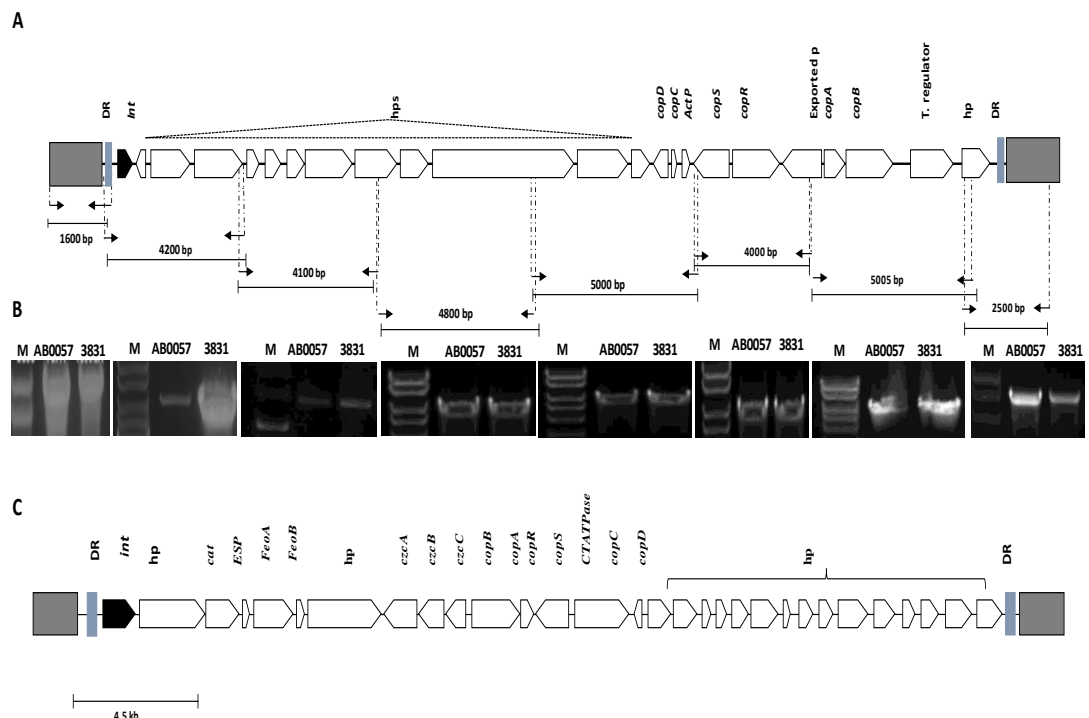 A
DR
Int
hps
copD
copC
ActP
copS
copR
Exported p
copA
copB
T. regulator
hp
DR
1600 bp
4200 bp
4100 bp
4800 bp
5000 bp
4000 bp
5005 bp
2500 bp
B
M AB0057 3831
M AB0057 3831
M AB0057 3831
M AB0057 3831
M AB0057 3831
M AB0057 3831
M AB0057 3831
M AB0057 3831
C
DR
int
hp
cat
ESP
FeoA
FeoB
hp
czcA
czcB
czcC
copB
copA
copR
copS
CTATPase
copC
copD
hp
DR
4.5 kb